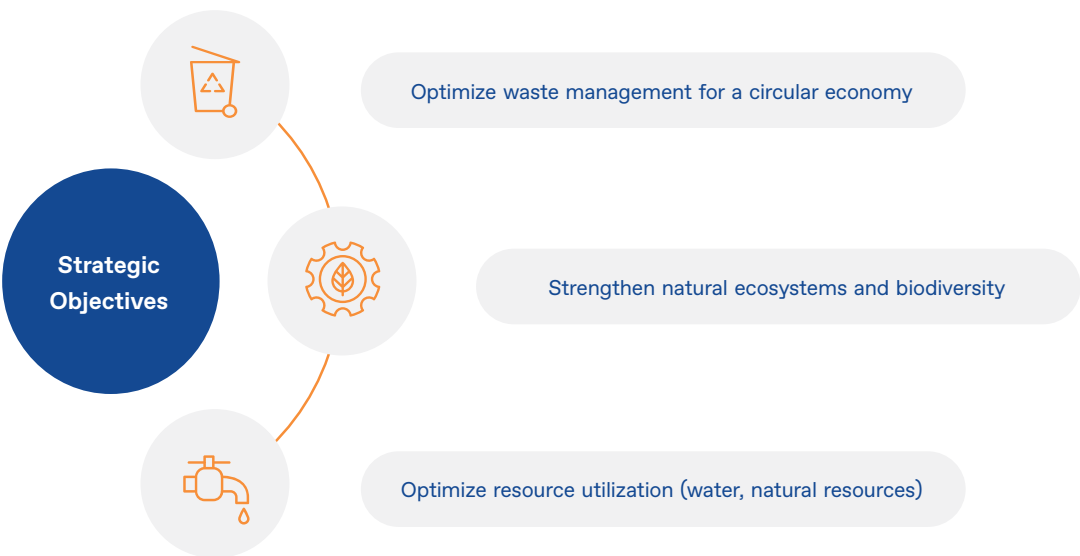 Optimize waste management for a circular economy
Strategic
Objectives
Strengthen natural ecosystems and biodiversity
Optimize resource utilization (water, natural resources)